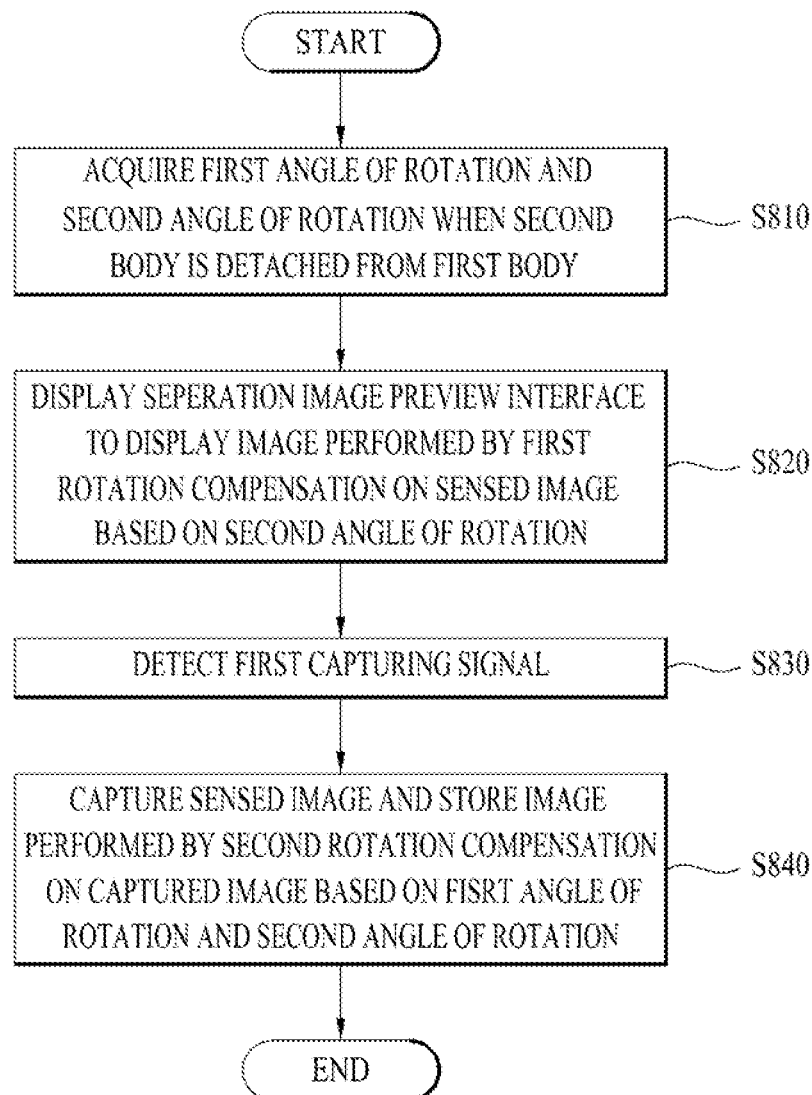 START
ACQUIRE FIRST ANGLE OF ROTATION AND
SECOND ANGLE OF ROTATION WHEN SECOND
BODY IS DETACHED FROM FIRST BODY
S810
DISPLAY SEPERATION IMAGE PREVIEW INTERFACE
TO DISPLAY IMAGE PERFORMED BY FIRST
ROTATION COMPENSATION ON SENSED IMAGE
BASED ON SECOND ANGLE OF ROTATION
S820
DETECT FIRST CAPTURING SIGNAL
S830
CAPTURE SENSED IMAGE AND STORE IMAGE
PERFORMED BY SECOND ROTATION COMPENSATION
ON CAPTURED IMAGE BASED ON FISRT ANGLE OF
ROTATION AND SECOND ANGLE OF ROTATION
S840
END